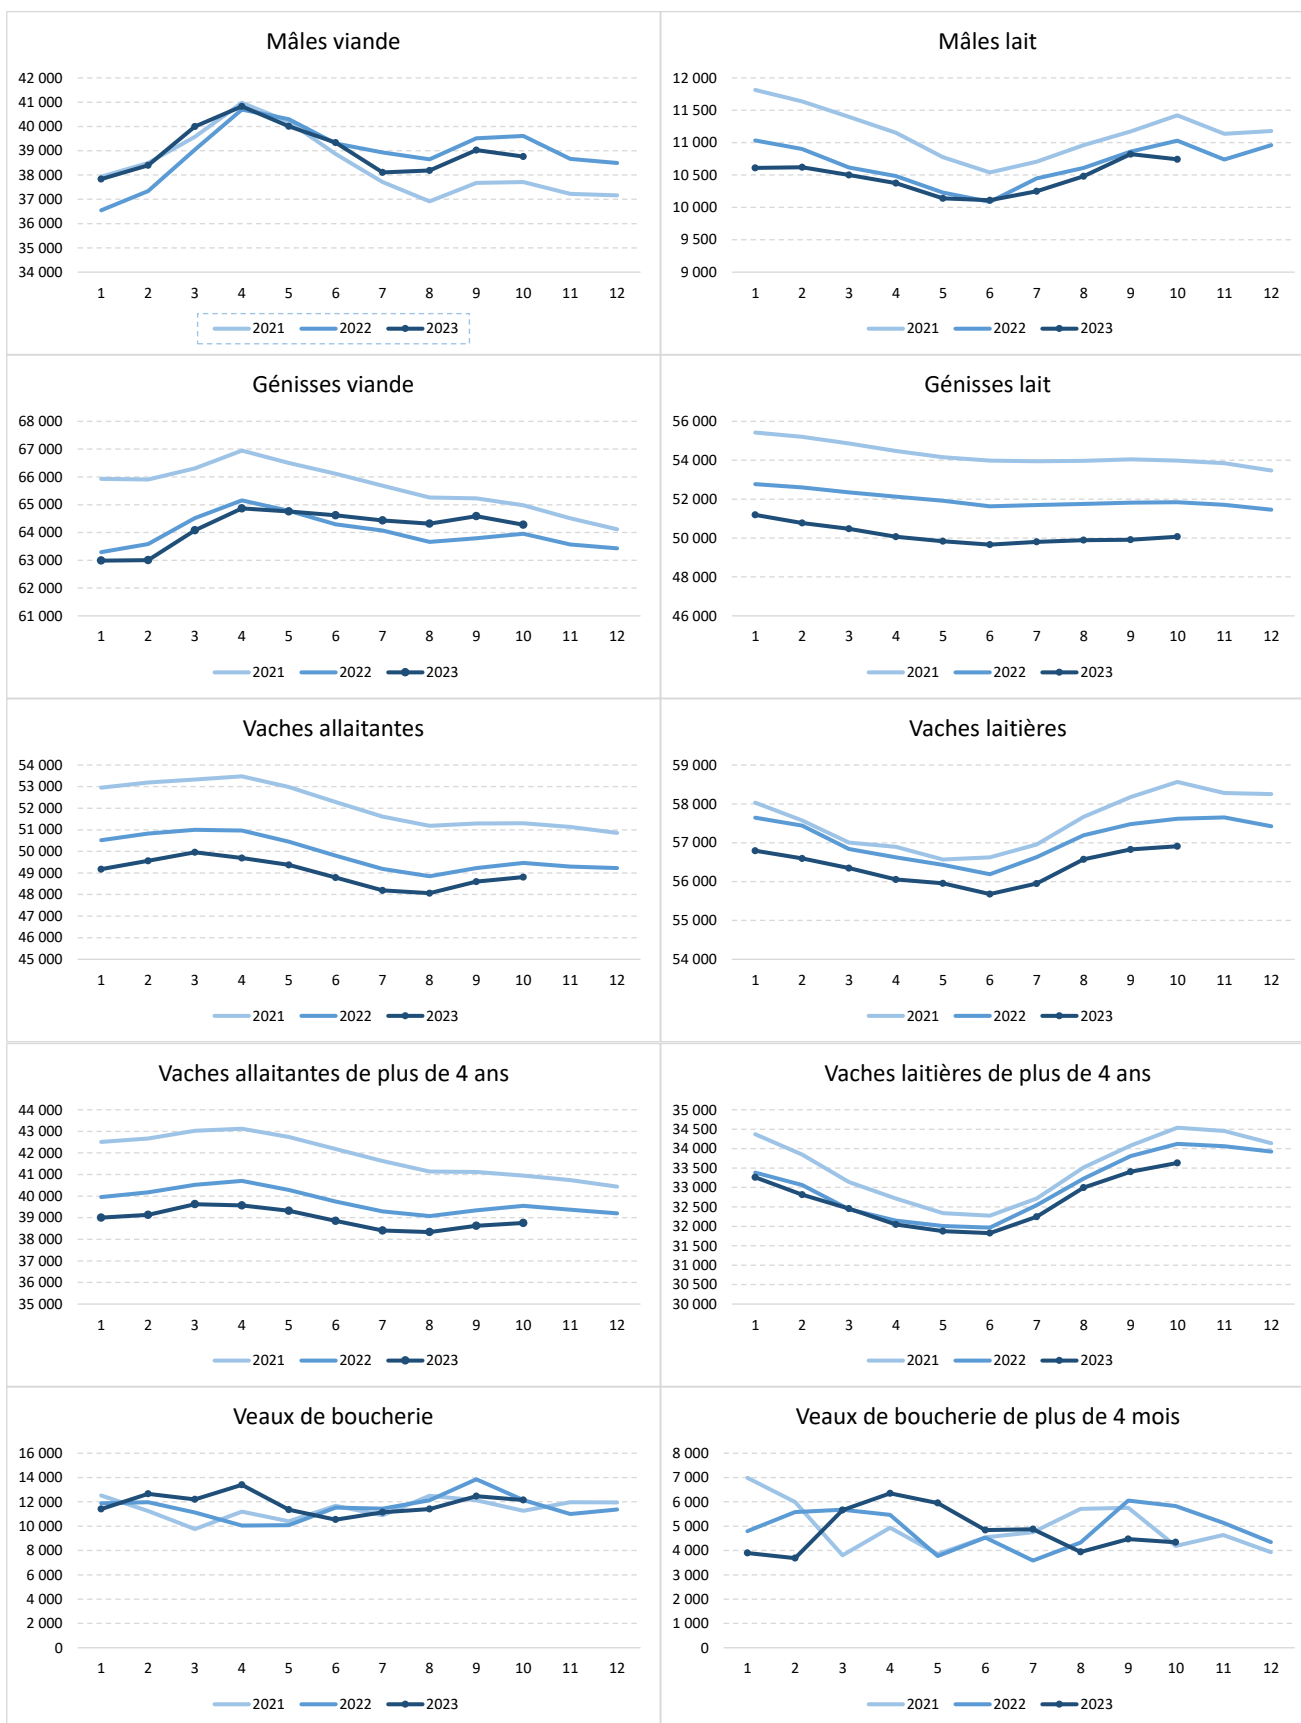 Mâles viande
42 000
41 000
40 000
39 000
38 000
37 000
36 000
35 000
34 000
1 2 3 4 5 6 7 8 9 10 11 12
2021 2022 2023
Mâles lait
12 000
11 500
11 000
10 500
10 000
9 500
9 000
1 2 3 4 5 6 7 8 9 10 11 12
2021 2022 2023
Génisses viande
68 000
67 000
66 000
65 000
64 000
63 000
62 000
61 000
1 2 3 4 5 6 7 8 9 10 11 12
2021 2022 2023
Génisses lait
56 000
54 000
52 000
50 000
48 000
46 000
1 2 3 4 5 6 7 8 9 10 11 12
2021 2022 2023
Vaches allaitantes
54 000
53 000
52 000
51 000
50 000
49 000
48 000
47 000
46 000
45 000
1 2 3 4 5 6 7 8 9 10 11 12
2021 2022 2023
Vaches laitières
59 000
58 000
57 000
56 000
55 000
54 000
1 2 3 4 5 6 7 8 9 10 11 12
2021 2022 2023
Vaches allaitantes de plus de 4 ans
44 000
43 000
42 000
41 000
40 000
39 000
38 000
37 000
36 000
35 000
1 2 3 4 5 6 7 8 9 10 11 12
2021 2022 2023
Vaches laitières de plus de 4 ans
35 000
34 500
34 000
33 500
33 000
32 500
32 000
31 500
31 000
30 500
30 000
1 2 3 4 5 6 7 8 9 10 11 12
2021 2022 2023
Veaux de boucherie
16 000
14 000
12 000
10 000
8 000
6 000
4 000
2 000
0
1 2 3 4 5 6 7 8 9 10 11 12
2021 2022 2023
Veaux de boucherie de plus de 4 mois
8 000
7 000
6 000
5 000
4 000
3 000
2 000
1 000
0
1 2 3 4 5 6 7 8 9 10 11 12
2021 2022 2023